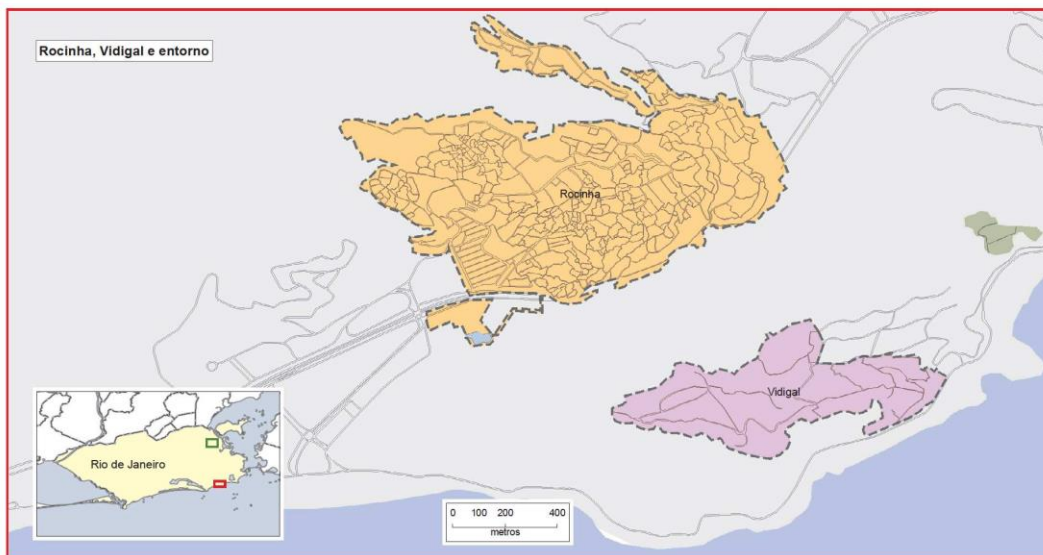 Rocinha, Vidigal e entorno
Rocinha
Vidigal
Rio de Janeiro
0 100 200 400
metros